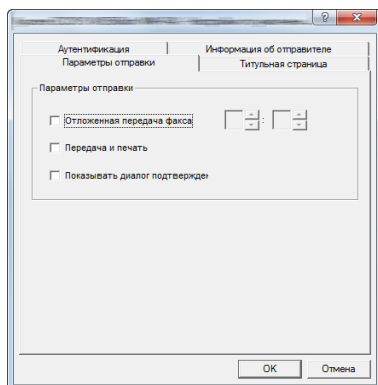 Аутентификация
Информация об отправителе
Параметры отправки
Титульная страница
Параметры отправки
Отложенная передача факса
:
Передача и печать
Показывать диалог подтвержден
OK
Отмена